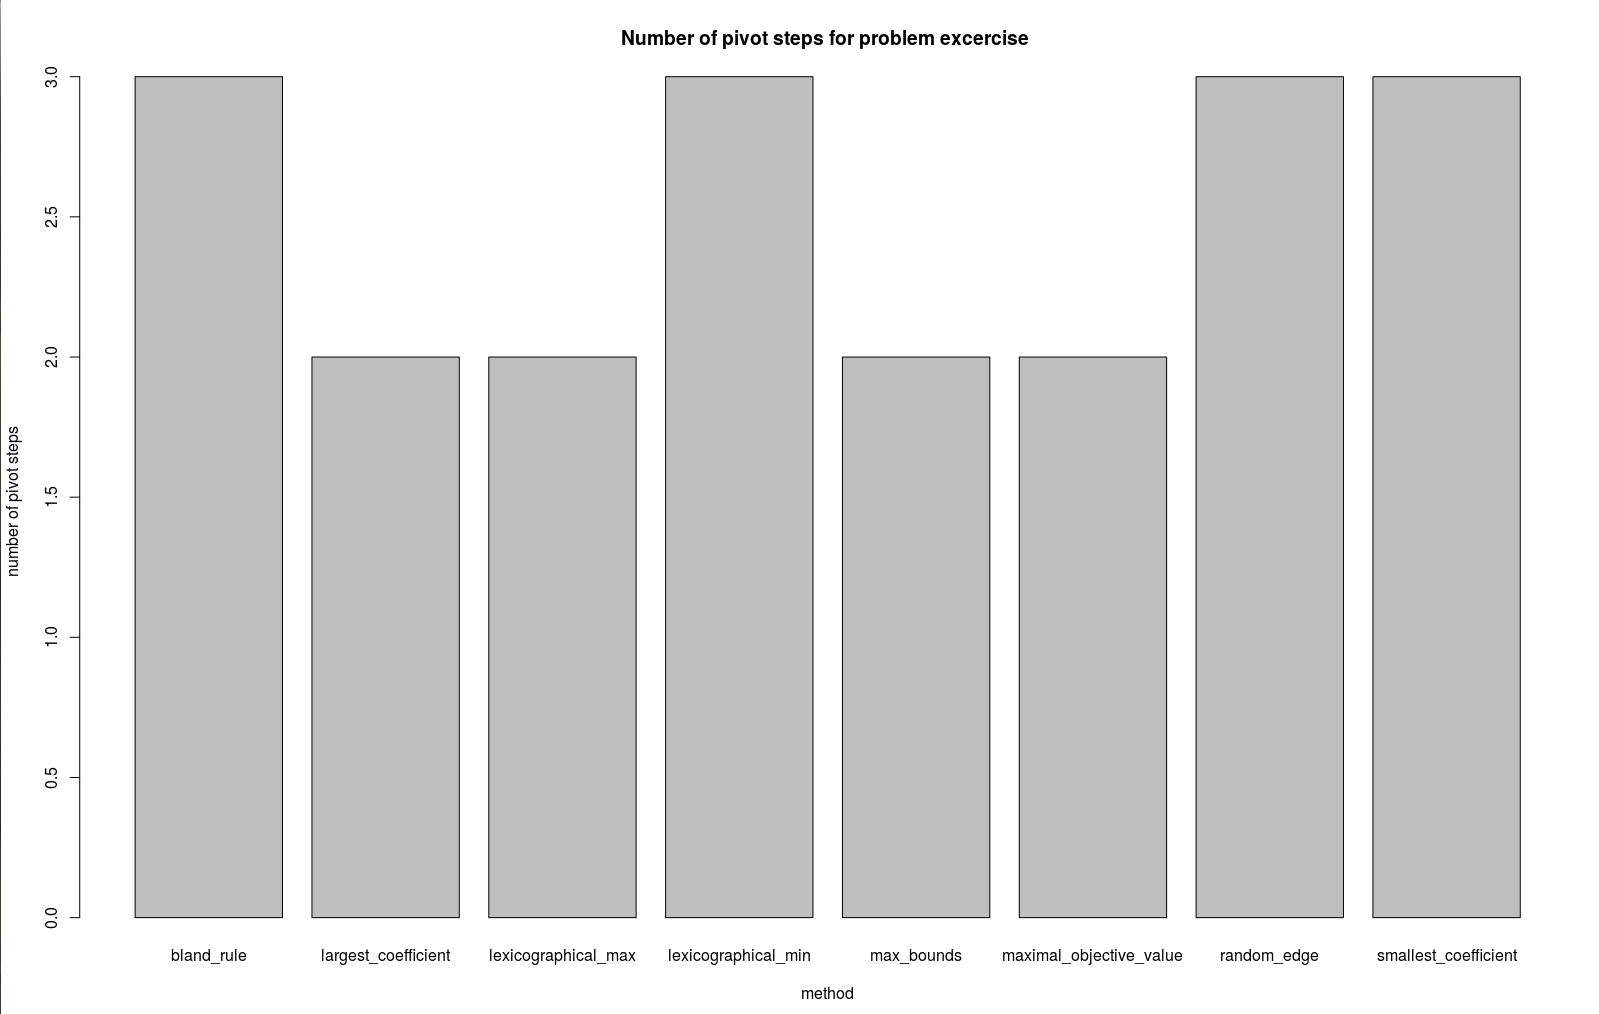 Number of pivot steps for problem excercise
number of pivot steps
3.0
2.5
2.0
1.5
1.0
0.5
0.0
bland_rule largest_coefficient lexicographical_max lexicographical_min max_bounds maximal_objective_value random_edge smallest_coefficient
method